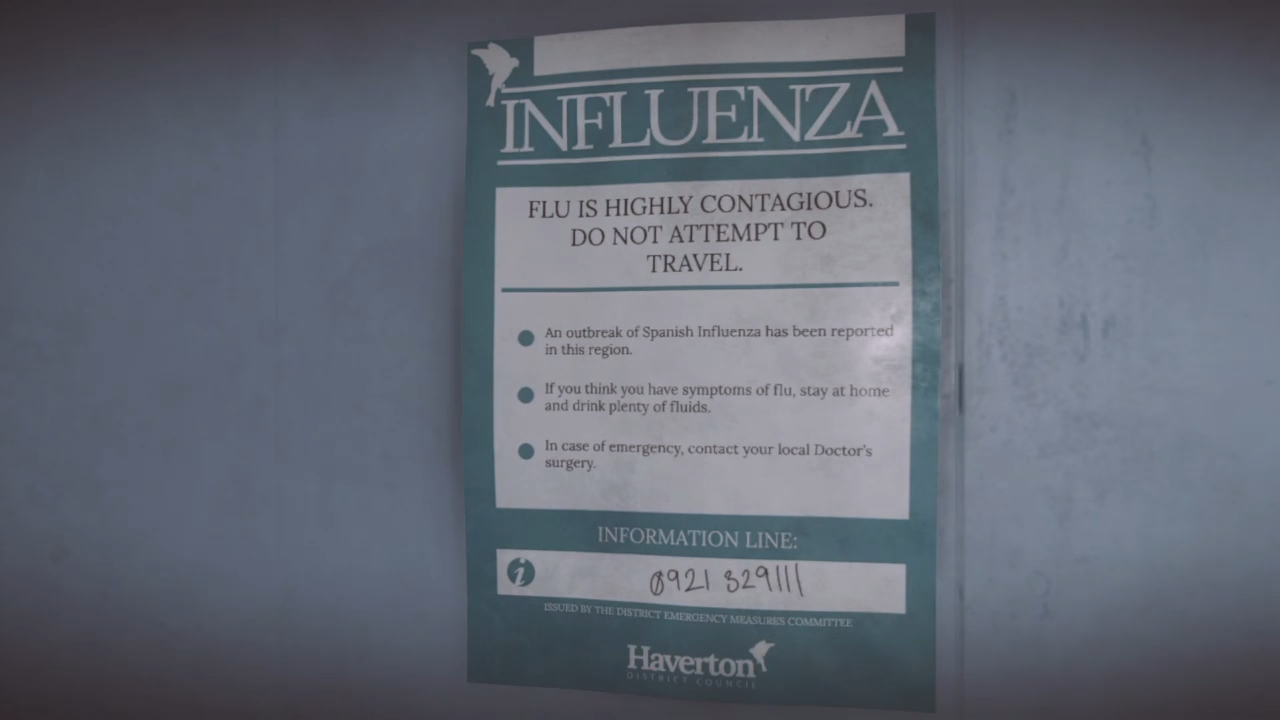 INFLUENZA
FLU IS HIGHLY CONTAGIOUS.
DO NOT ATTEMPT TO
TRAVEL.
An outbreak of Spanish Influenza has been reported
in this region.
If you think you have symptoms of flu, stay at home
and drink plenty of fluids.
In case of emergency, contact your local Doctor's
surgery.
INFORMATION LINE:
i
0921 329111
ISSUED BY THE DISTRICT EMERGENCY MEASURES COMMITTEE
Haverton
DISTRICT COUNCIL